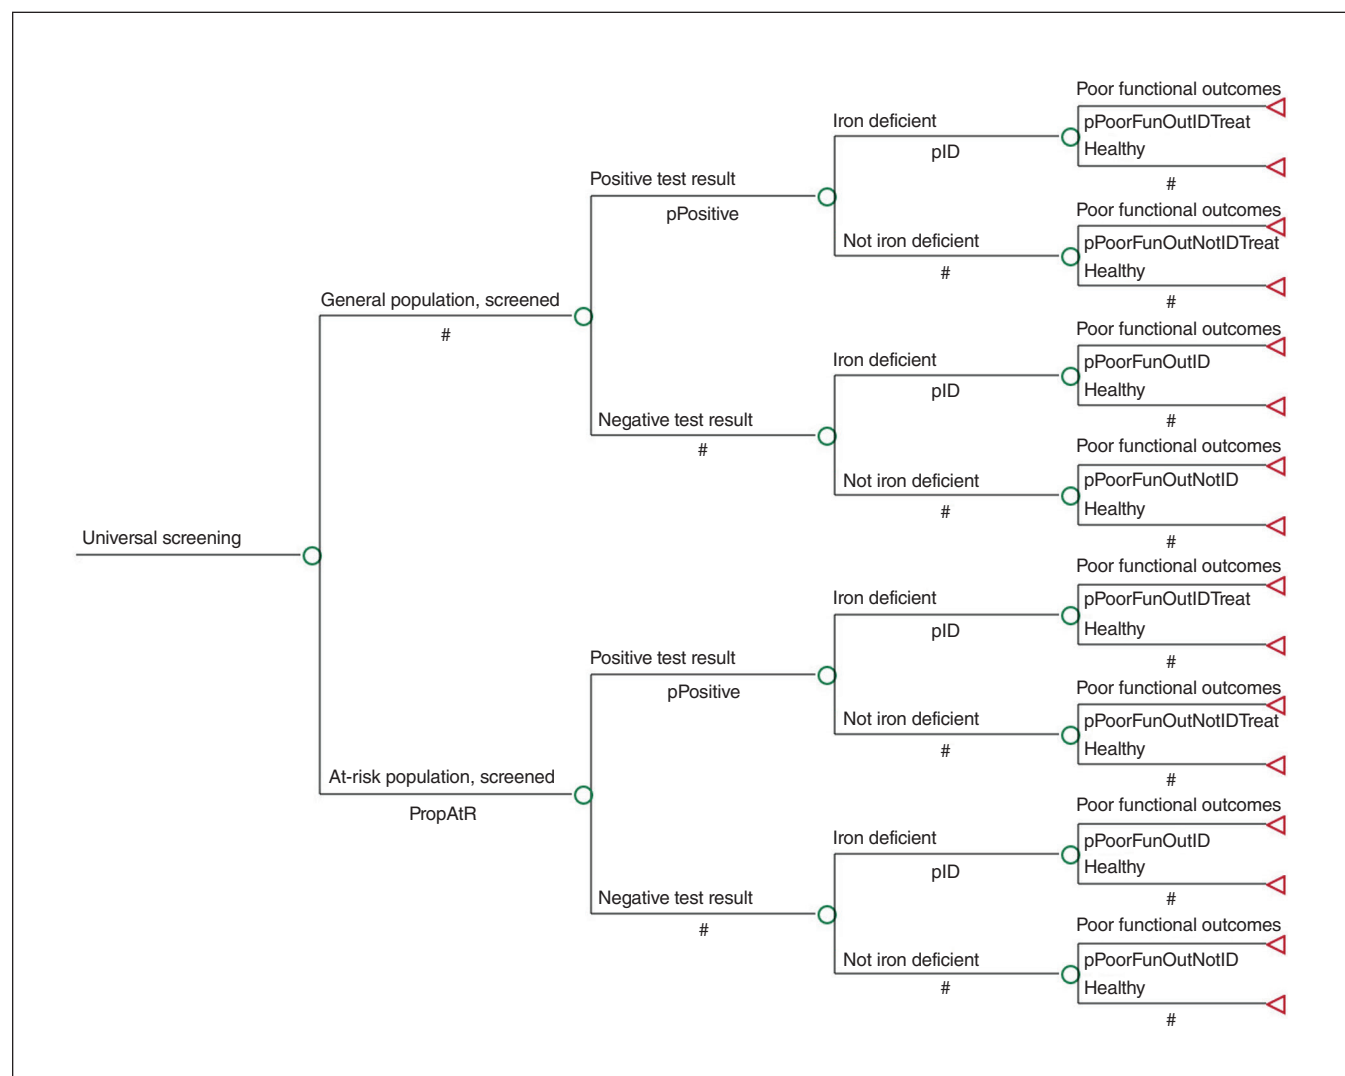 Poor functional outcomes
Iron deficient
pPoorFunOutIDTreat
pID
Healthy
Positive test result
#
pPositive
Poor functional outcomes
Not iron deficient
pPoorFunOutNotIDTreat
#
Healthy
#
General population, screened
#
Poor functional outcomes
Iron deficient
pPoorFunOutID
pID
Healthy
Negative test result
#
#
Poor functional outcomes
Not iron deficient
pPoorFunOutNotID
#
Healthy
#
Universal screening
Poor functional outcomes
Iron deficient
pPoorFunOutIDTreat
pID
Healthy
Positive test result
#
pPositive
Poor functional outcomes
Not iron deficient
pPoorFunOutNotIDTreat
#
Healthy
#
At-risk population, screened
PropAtR
Poor functional outcomes
Iron deficient
pPoorFunOutID
pID
Healthy
Negative test result
#
#
Poor functional outcomes
Not iron deficient
pPoorFunOutNotID
#
Healthy
#